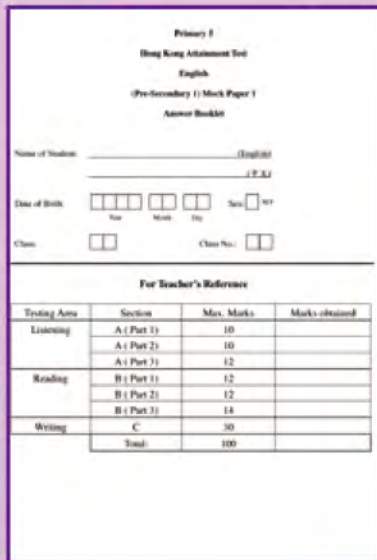 Primary 5
Hong Kong Attainment Test
English
(Pre-Secondary 1) Mock Paper 1
Answer Booklet
Name of Student: (English)
Date of Birth: Year Month Day Sex:
Class: Class No.:
For Teacher's Reference
Testing Area Section Max. Marks Marks obtained
Listening A ( Part 1) 10
A ( Part 2) 10
A ( Part 3) 12
Reading B ( Part 1) 12
B ( Part 2) 12
B ( Part 3) 14
Writing C 30
Total: 100